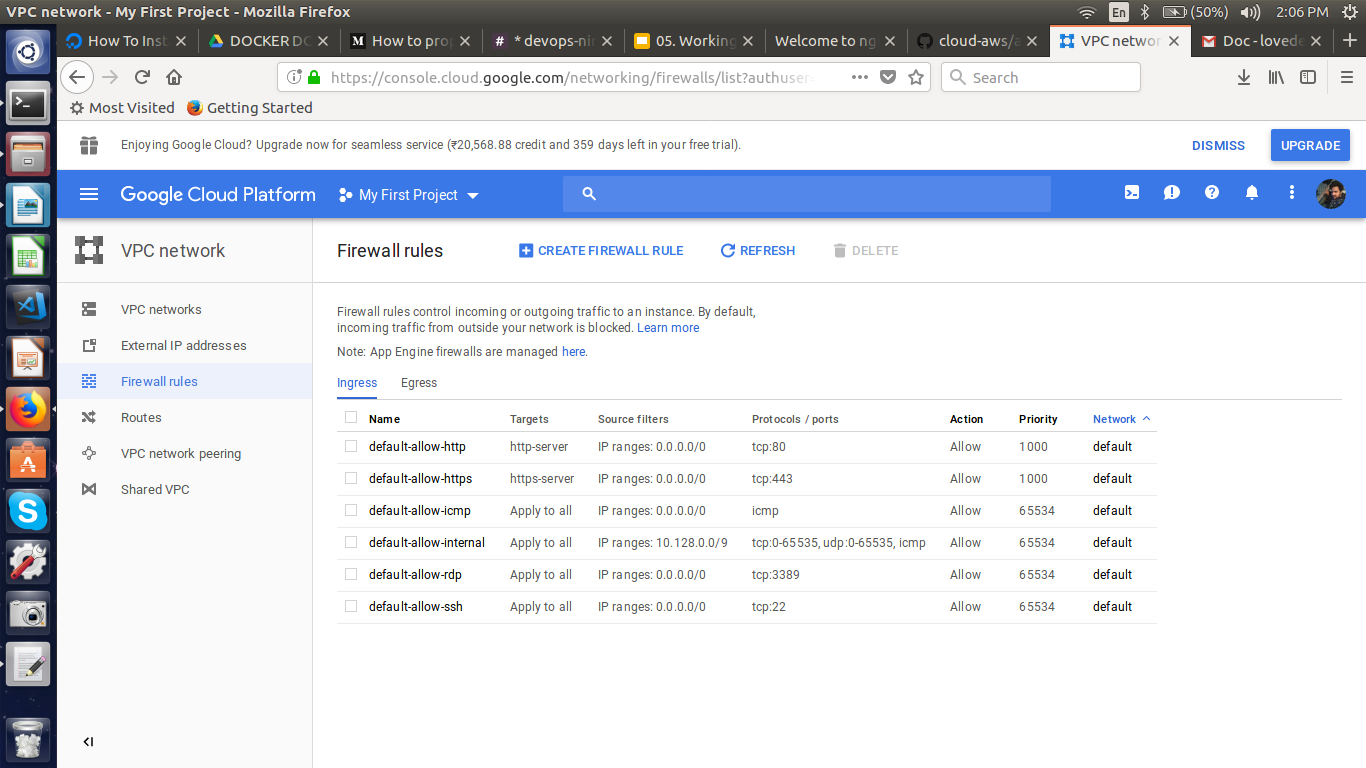 VPC network - My First Project - Mozilla Firefox
En (50%) 2:06 PM
How To Inst DOCKER DO How to prop * devops-nin 05. Working Welcome to ng cloud-aws/a VPC networ Doc - lovede
https://console.cloud.google.com/networking/firewalls/list?authuser= Search
Most Visited Getting Started
Enjoying Google Cloud? Upgrade now for seamless service (₹20,568.88 credit and 359 days left in your free trial). DISMISS UPGRADE
Google Cloud Platform My First Project
VPC network
VPC networks
External IP addresses
Firewall rules
Routes
VPC network peering
Shared VPC
Firewall rules CREATE FIREWALL RULE REFRESH DELETE
Firewall rules control incoming or outgoing traffic to an instance. By default,
incoming traffic from outside your network is blocked. Learn more
Note: App Engine firewalls are managed here.
Ingress Egress
Name Targets Source filters Protocols / ports Action Priority Network
default-allow-http http-server IP ranges: 0.0.0.0/0 tcp:80 Allow 1000 default
default-allow-https https-server IP ranges: 0.0.0.0/0 tcp:443 Allow 1000 default
default-allow-icmp Apply to all IP ranges: 0.0.0.0/0 icmp Allow 65534 default
default-allow-internal Apply to all IP ranges: 10.128.0.0/9 tcp:0-65535, udp:0-65535, icmp Allow 65534 default
default-allow-rdp Apply to all IP ranges: 0.0.0.0/0 tcp:3389 Allow 65534 default
default-allow-ssh Apply to all IP ranges: 0.0.0.0/0 tcp:22 Allow 65534 default